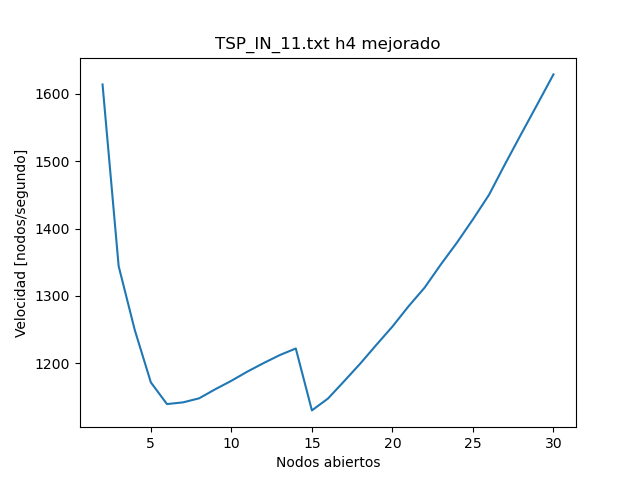 TSP_IN_11.txt h4 mejorado
Velocidad [nodos/segundo]
1600
1500
1400
1300
1200
5 10 15 20 25 30
Nodos abiertos